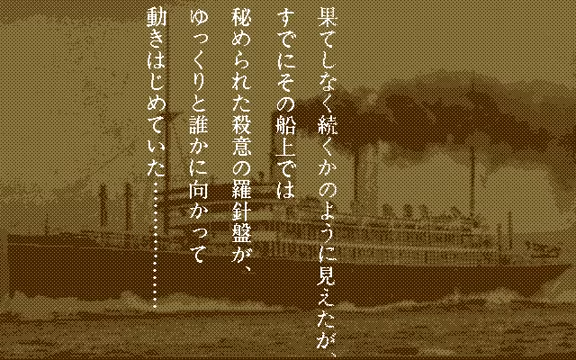 果てしなく続くかのように見えたが、
すでにその船上では
秘められた殺意の羅針盤が、
ゆっくりと誰かに向かって
動きはじめていた………………